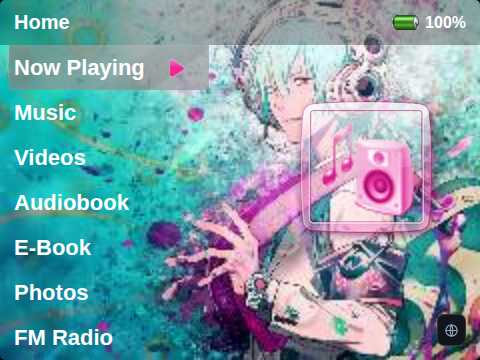 Home
100%
Now Playing
Music
Videos
Audiobook
E-Book
Photos
FM Radio